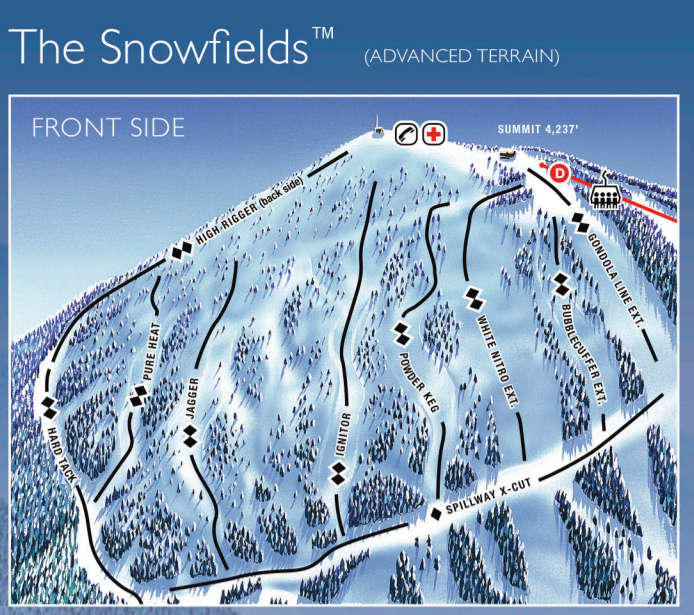 The Snowfields™ (ADVANCED TERRAIN)
FRONT SIDE
SUMMIT 4,237'
D
HIGH RIGGER (back side)
GONDOLA LINE EXT.
PURE HEAT
JAGGER
BUBBLECUFFER EXT.
WHITE NITRO EXT.
POWDER KEG
IGNITOR
HARD TACK
SPILLWAY X-CUT